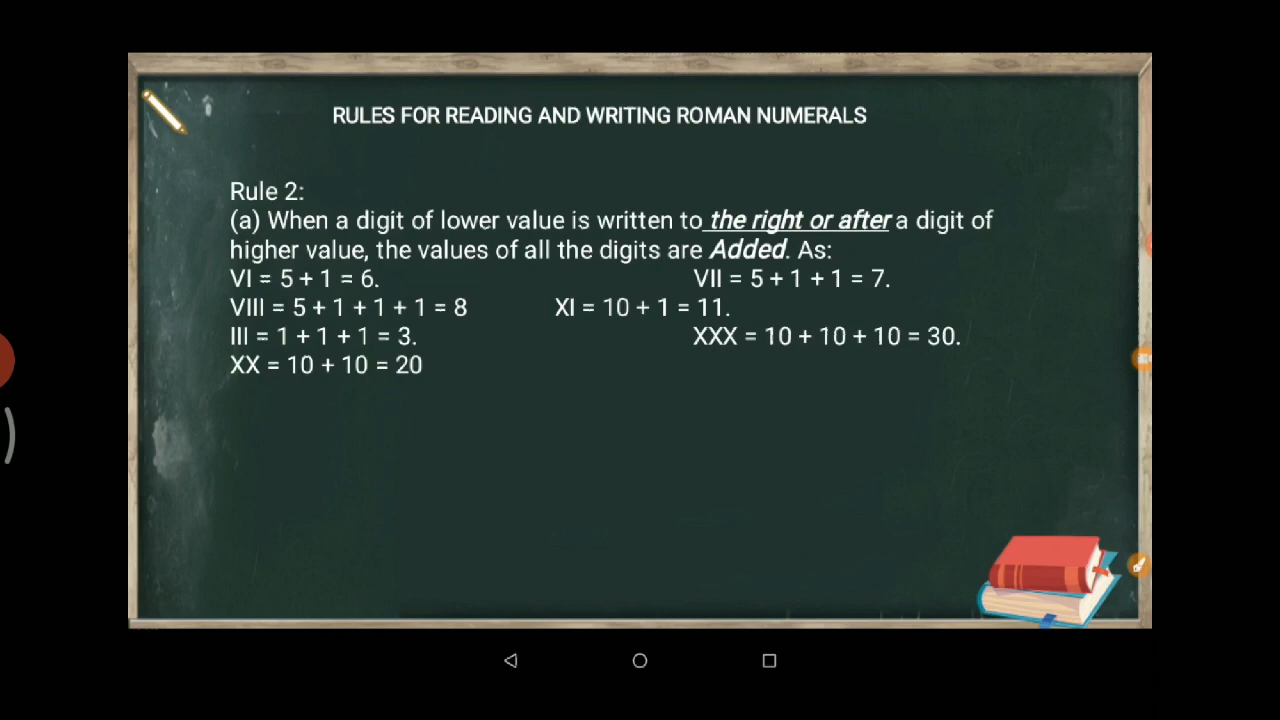 RULES FOR READING AND WRITING ROMAN NUMERALS
Rule 2:
(a) When a digit of lower value is written to the right or after a digit of
higher value, the values of all the digits are Added. As:
VI = 5 + 1 = 6. VII = 5 + 1 + 1 = 7.
VIII = 5 + 1 + 1 + 1 = 8 XI = 10 + 1 = 11.
III = 1 + 1 + 1 = 3. XXX = 10 + 10 + 10 = 30.
XX = 10 + 10 = 20